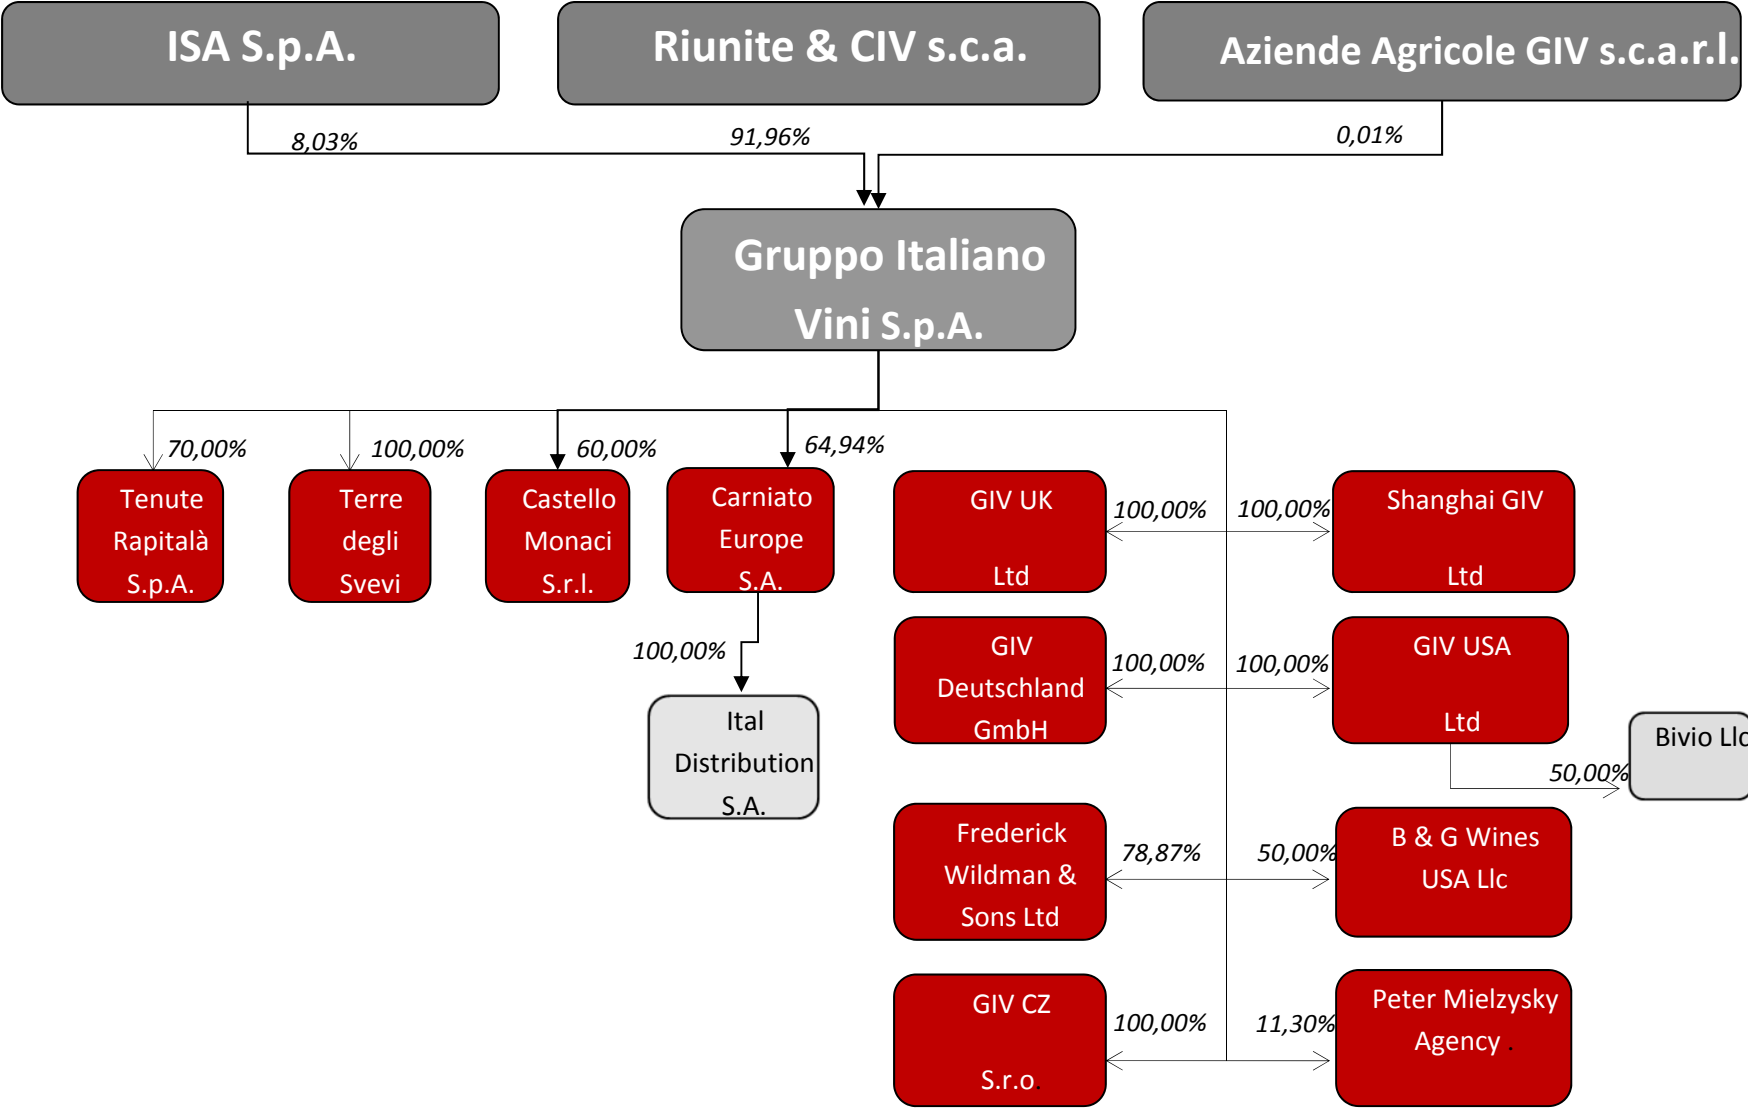 ISA S.p.A.
Riunite & CIV s.c.a.
Aziende Agricole GIV s.c.a.r.l.
8,03%
91,96%
0,01%
Gruppo Italiano
Vini S.p.A.
70,00%
100,00%
60,00%
64,94%
Tenute
Rapitalà
S.p.A.
Terre
degli
Svevi
Castello
Monaci
S.r.l.
Carniato
Europe
S.A.
GIV UK
Ltd
100,00%
100,00%
Shanghai GIV
Ltd
100,00%
Ital
Distribution
S.A.
GIV
Deutschland
GmbH
100,00%
100,00%
GIV USA
Ltd
50,00%
Bivio Llc
Frederick
Wildman &
Sons Ltd
78,87%
50,00%
B & G Wines
USA Llc
GIV CZ
S.r.o.
100,00%
11,30%
Peter Mielzysky
Agency .